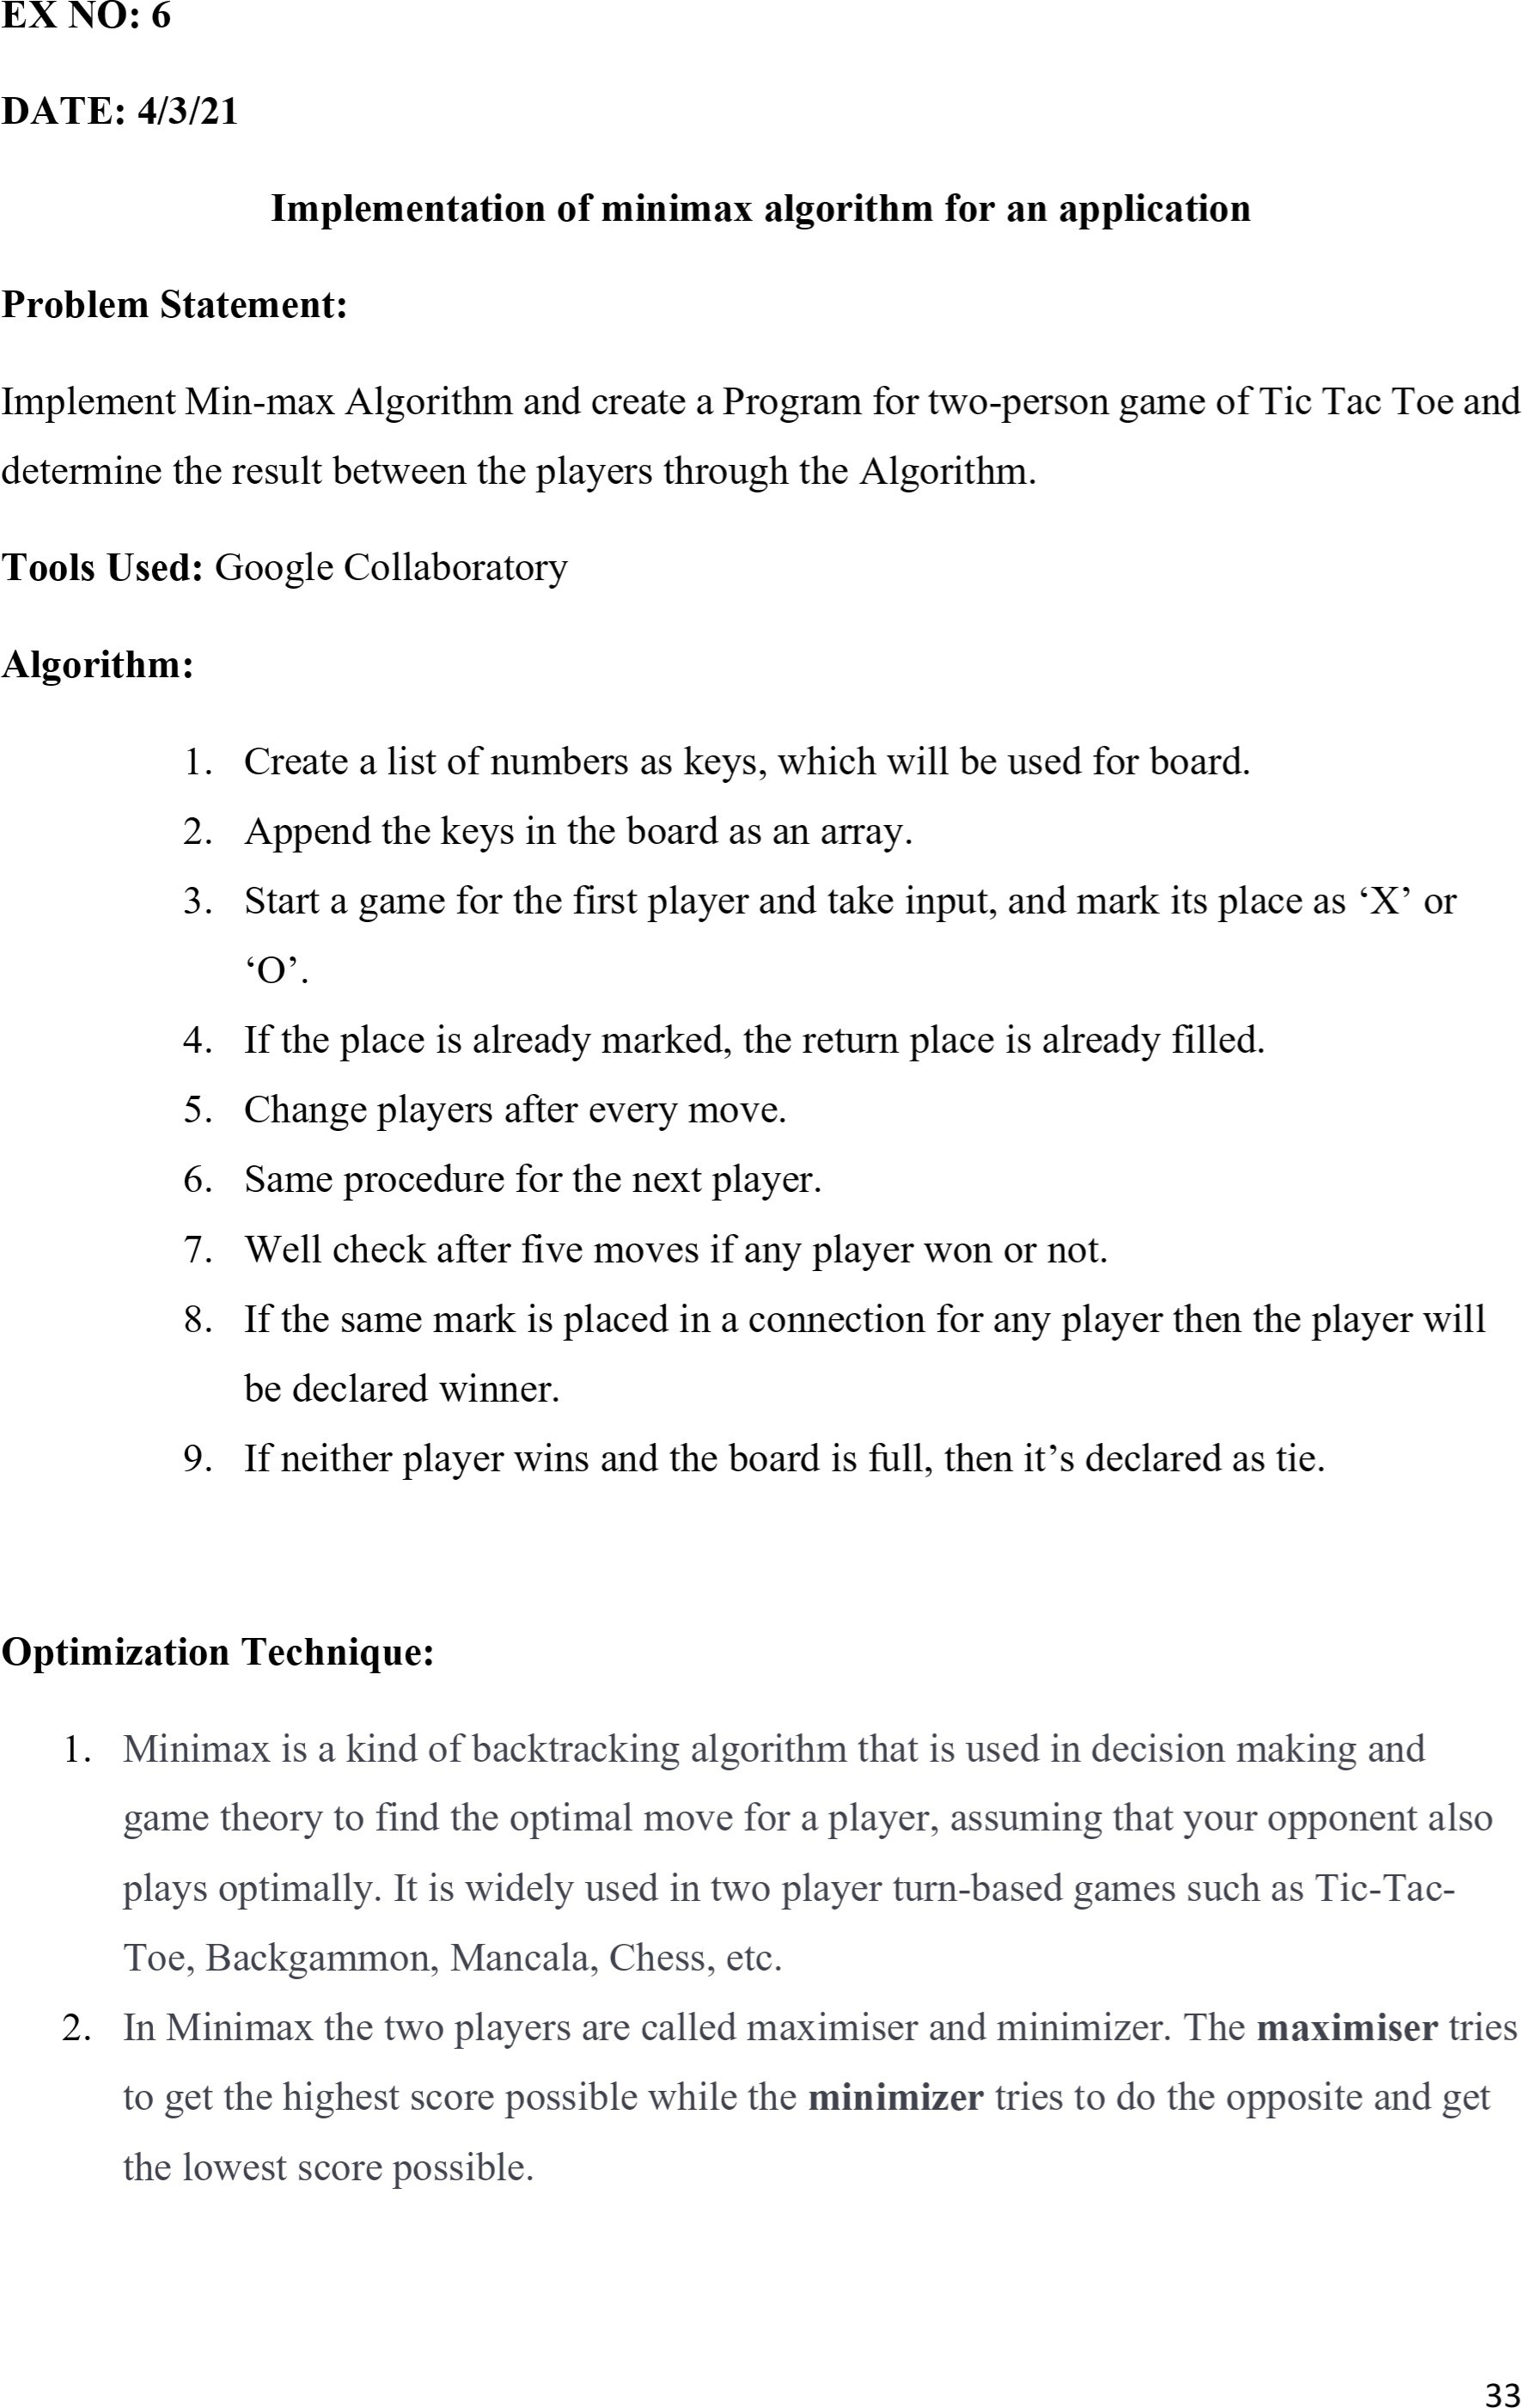 EX NO: 6
DATE: 4/3/21
Implementation of minimax algorithm for an application
Problem Statement:
Implement Min-max Algorithm and create a Program for two-person game of Tic Tac Toe and
determine the result between the players through the Algorithm.
Tools Used: Google Collaboratory
Algorithm:
1. Create a list of numbers as keys, which will be used for board.
2. Append the keys in the board as an array.
3. Start a game for the first player and take input, and mark its place as ‘X’ or
‘O’.
4. If the place is already marked, the return place is already filled.
5. Change players after every move.
6. Same procedure for the next player.
7. Well check after five moves if any player won or not.
8. If the same mark is placed in a connection for any player then the player will
be declared winner.
9. If neither player wins and the board is full, then it’s declared as tie.
Optimization Technique:
1. Minimax is a kind of backtracking algorithm that is used in decision making and
game theory to find the optimal move for a player, assuming that your opponent also
plays optimally. It is widely used in two player turn-based games such as Tic-Tac-
Toe, Backgammon, Mancala, Chess, etc.
2. In Minimax the two players are called maximiser and minimizer. The maximiser tries
to get the highest score possible while the minimizer tries to do the opposite and get
the lowest score possible.
33